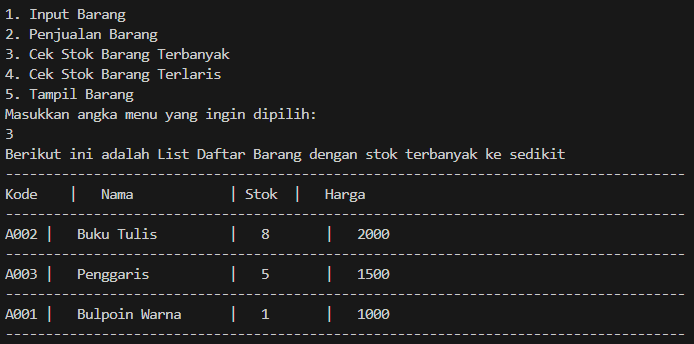 1. Input Barang
2. Penjualan Barang
3. Cek Stok Barang Terbanyak
4. Cek Stok Barang Terlaris
5. Tampil Barang
Masukkan angka menu yang ingin dipilih:
3
Berikut ini adalah List Daftar Barang dengan stok terbanyak ke sedikit
-------------------------------------------------------------------------------------
Kode    |   Nama            | Stok  |   Harga
-------------------------------------------------------------------------------------
A002 |   Buku Tulis         |   8       |   2000
-------------------------------------------------------------------------------------
A003 |   Penggaris          |   5       |   1500
-------------------------------------------------------------------------------------
A001 |   Bulpoin Warna      |   1       |   1000
-------------------------------------------------------------------------------------